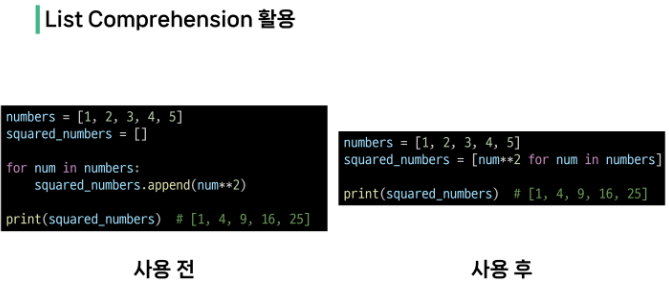 List Comprehension 활용
numbers = [1, 2, 3, 4, 5]
squared_numbers = []
for num in numbers:
    squared_numbers.append(num**2)
print(squared_numbers)  # [1, 4, 9, 16, 25]
사용 전
numbers = [1, 2, 3, 4, 5]
squared_numbers = [num**2 for num in numbers]
print(squared_numbers)  # [1, 4, 9, 16, 25]
사용 후